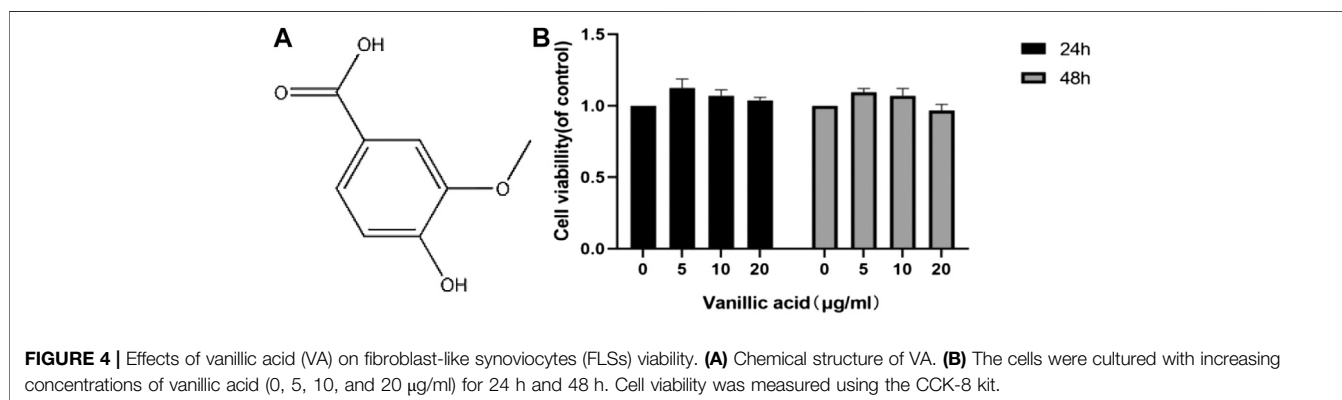 A
OH
O
O
OH
B
Cell viabillity(of control)
1.5
1.0
0.5
0.0
0 5 10 20 0 5 10 20
Vanillic acid（μg/ml）
24h
48h
FIGURE 4 | Effects of vanillic acid (VA) on fibroblast-like synoviocytes (FLSs) viability. (A) Chemical structure of VA. (B) The cells were cultured with increasing
concentrations of vanillic acid (0, 5, 10, and 20 μg/ml) for 24 h and 48 h. Cell viability was measured using the CCK-8 kit.